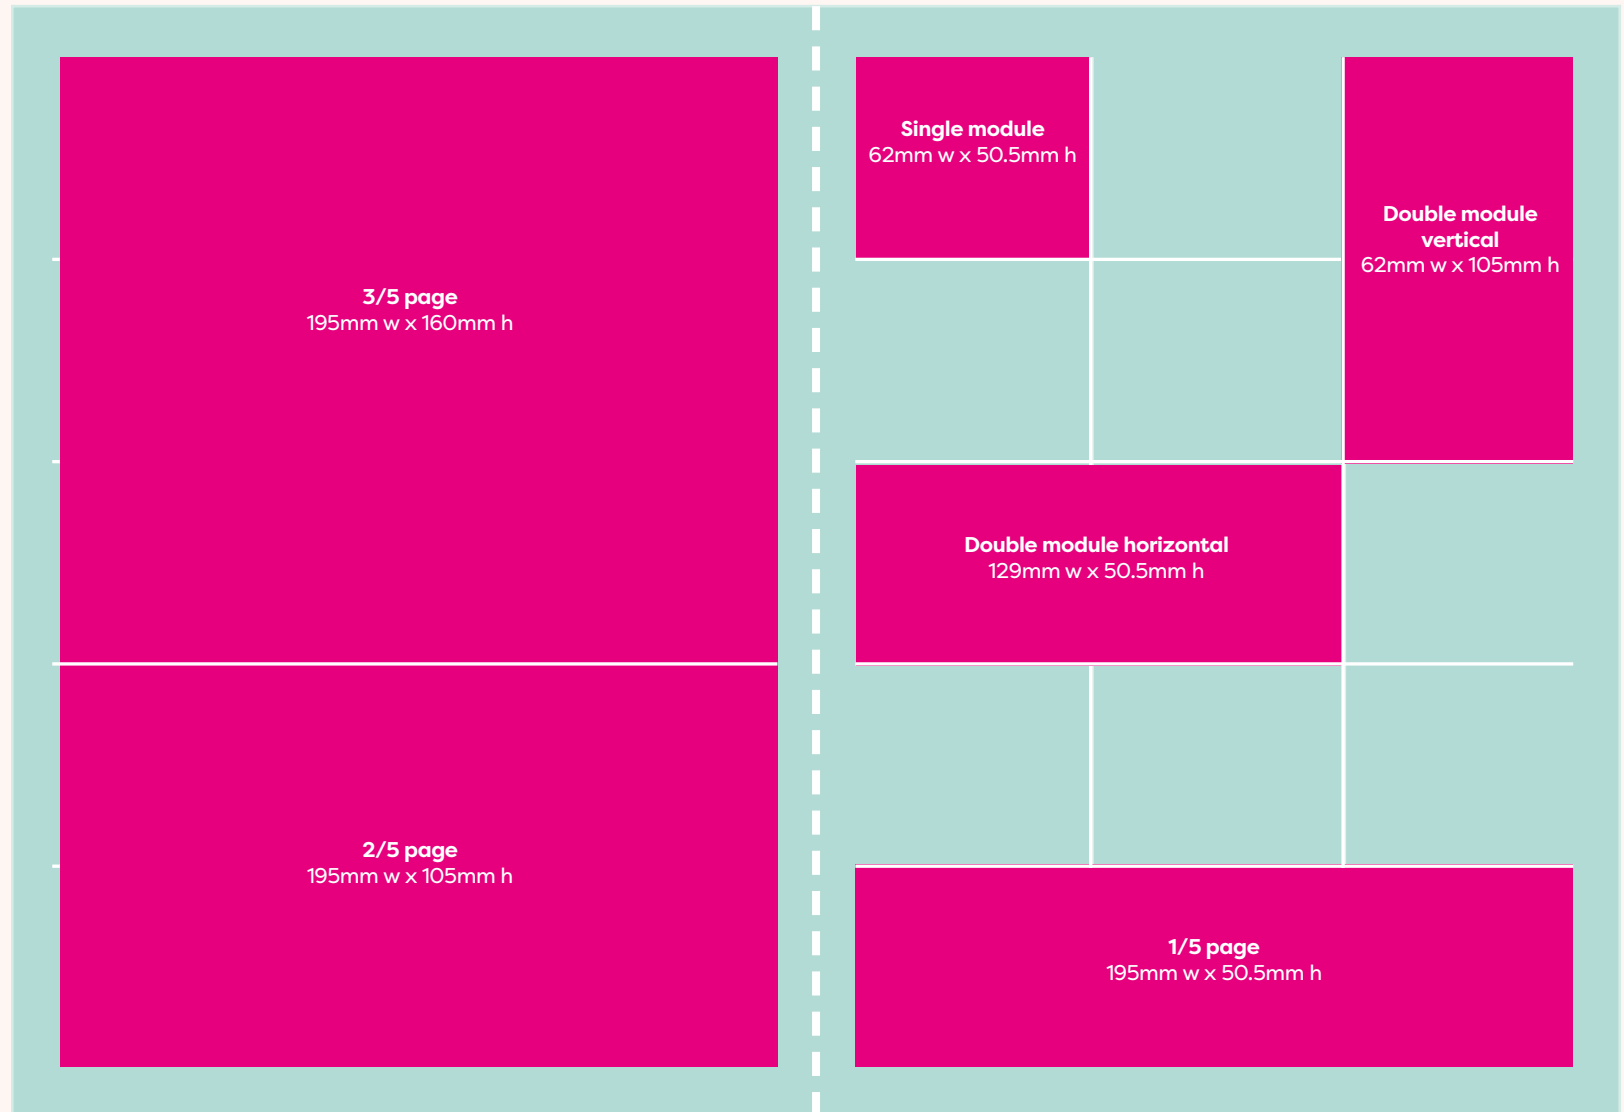 3/5 page
195mm w x 160mm h
2/5 page
195mm w x 105mm h
Single module
62mm w x 50.5mm h
Double module
vertical
62mm w x 105mm h
Double module horizontal
129mm w x 50.5mm h
1/5 page
195mm w x 50.5mm h